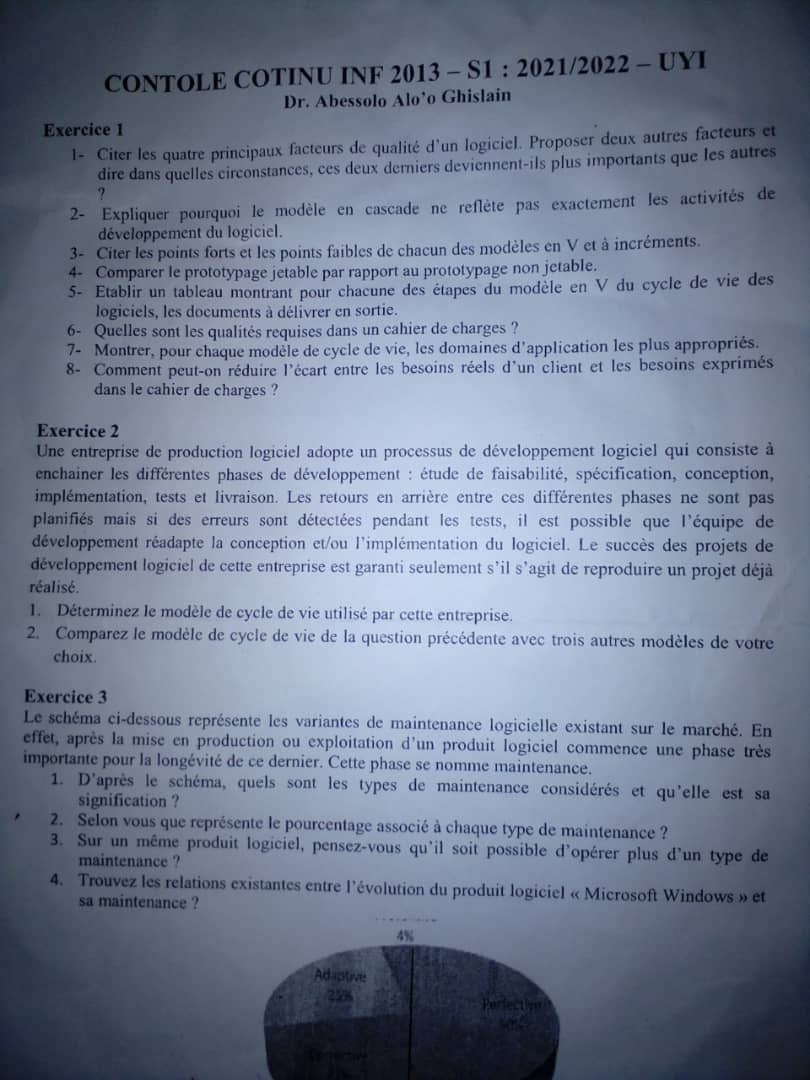 CONTOLE COTINU INF 2013 – S1 : 2021/2022 – UYI
Dr. Abessolo Alo'o Ghislain
Exercice 1
1- Citer les quatre principaux facteurs de qualité d'un logiciel. Proposer deux autres facteurs et
dire dans quelles circonstances, ces deux derniers deviennent-ils plus importants que les autres
?
2- Expliquer pourquoi le modèle en cascade ne reflète pas exactement les activités de
développement du logiciel.
3- Citer les points forts et les points faibles de chacun des modèles en V et à incréments.
4- Comparer le prototypage jetable par rapport au prototypage non jetable.
5- Etablir un tableau montrant pour chacune des étapes du modèle en V du cycle de vie des
logiciels, les documents à délivrer en sortie.
6- Quelles sont les qualités requises dans un cahier de charges ?
7- Montrer, pour chaque modèle de cycle de vie, les domaines d'application les plus appropriés.
8- Comment peut-on réduire l'écart entre les besoins réels d'un client et les besoins exprimés
dans le cahier de charges ?
Exercice 2
Une entreprise de production logiciel adopte un processus de développement logiciel qui consiste à
enchainer les différentes phases de développement : étude de faisabilité, spécification, conception,
implémentation, tests et livraison. Les retours en arrière entre ces différentes phases ne sont pas
planifiés mais si des erreurs sont détectées pendant les tests, il est possible que l'équipe de
développement réadapte la conception et/ou l'implémentation du logiciel. Le succès des projets de
développement logiciel de cette entreprise est garanti seulement s'il s'agit de reproduire un projet déjà
réalisé.
1. Déterminez le modèle de cycle de vie utilisé par cette entreprise.
2. Comparez le modèle de cycle de vie de la question précédente avec trois autres modèles de votre
choix.
Exercice 3
Le schéma ci-dessous représente les variantes de maintenance logicielle existant sur le marché. En
effet, après la mise en production ou exploitation d'un produit logiciel commence une phase très
importante pour la longévité de ce dernier. Cette phase se nomme maintenance.
1. D'après le schéma, quels sont les types de maintenance considérés et qu'elle est sa
signification ?
2. Selon vous que représente le pourcentage associé à chaque type de maintenance ?
3. Sur un même produit logiciel, pensez-vous qu'il soit possible d'opérer plus d'un type de
maintenance ?
4. Trouvez les relations existantes entre l'évolution du produit logiciel « Microsoft Windows » et
sa maintenance ?
4%
Adaptive
25%
Perfective